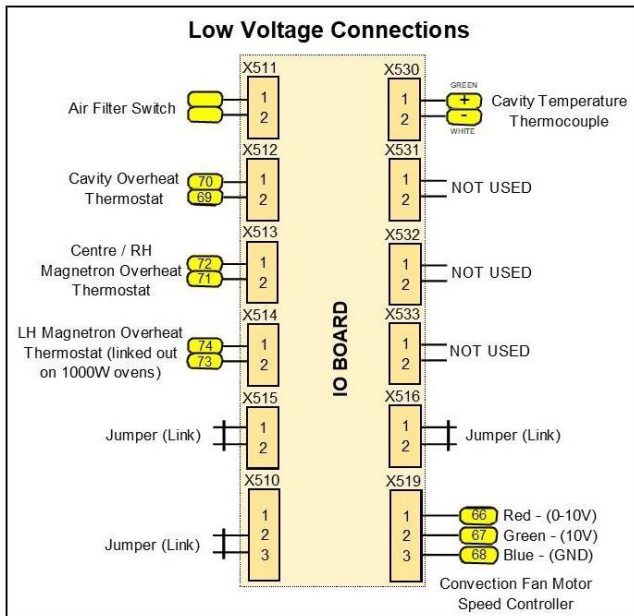 Low Voltage Connections
X511
1
2
Air Filter Switch
X512
70
69
1
2
Cavity Overheat
Thermostat
X513
72
71
1
2
Centre / RH
Magnetron Overheat
Thermostat
X514
74
73
1
2
LH Magnetron Overheat
Thermostat (linked out
on 1000W ovens)
X515
1
2
Jumper (Link)
X510
1
2
3
Jumper (Link)
IO BOARD
X530
1
2
GREEN
+
-
WHITE
Cavity Temperature
Thermocouple
X531
1
2
NOT USED
X532
1
2
NOT USED
X533
1
2
NOT USED
X516
1
2
Jumper (Link)
X519
1
2
3
66 Red - (0-10V)
67 Green - (10V)
68 Blue - (GND)
Convection Fan Motor
Speed Controller